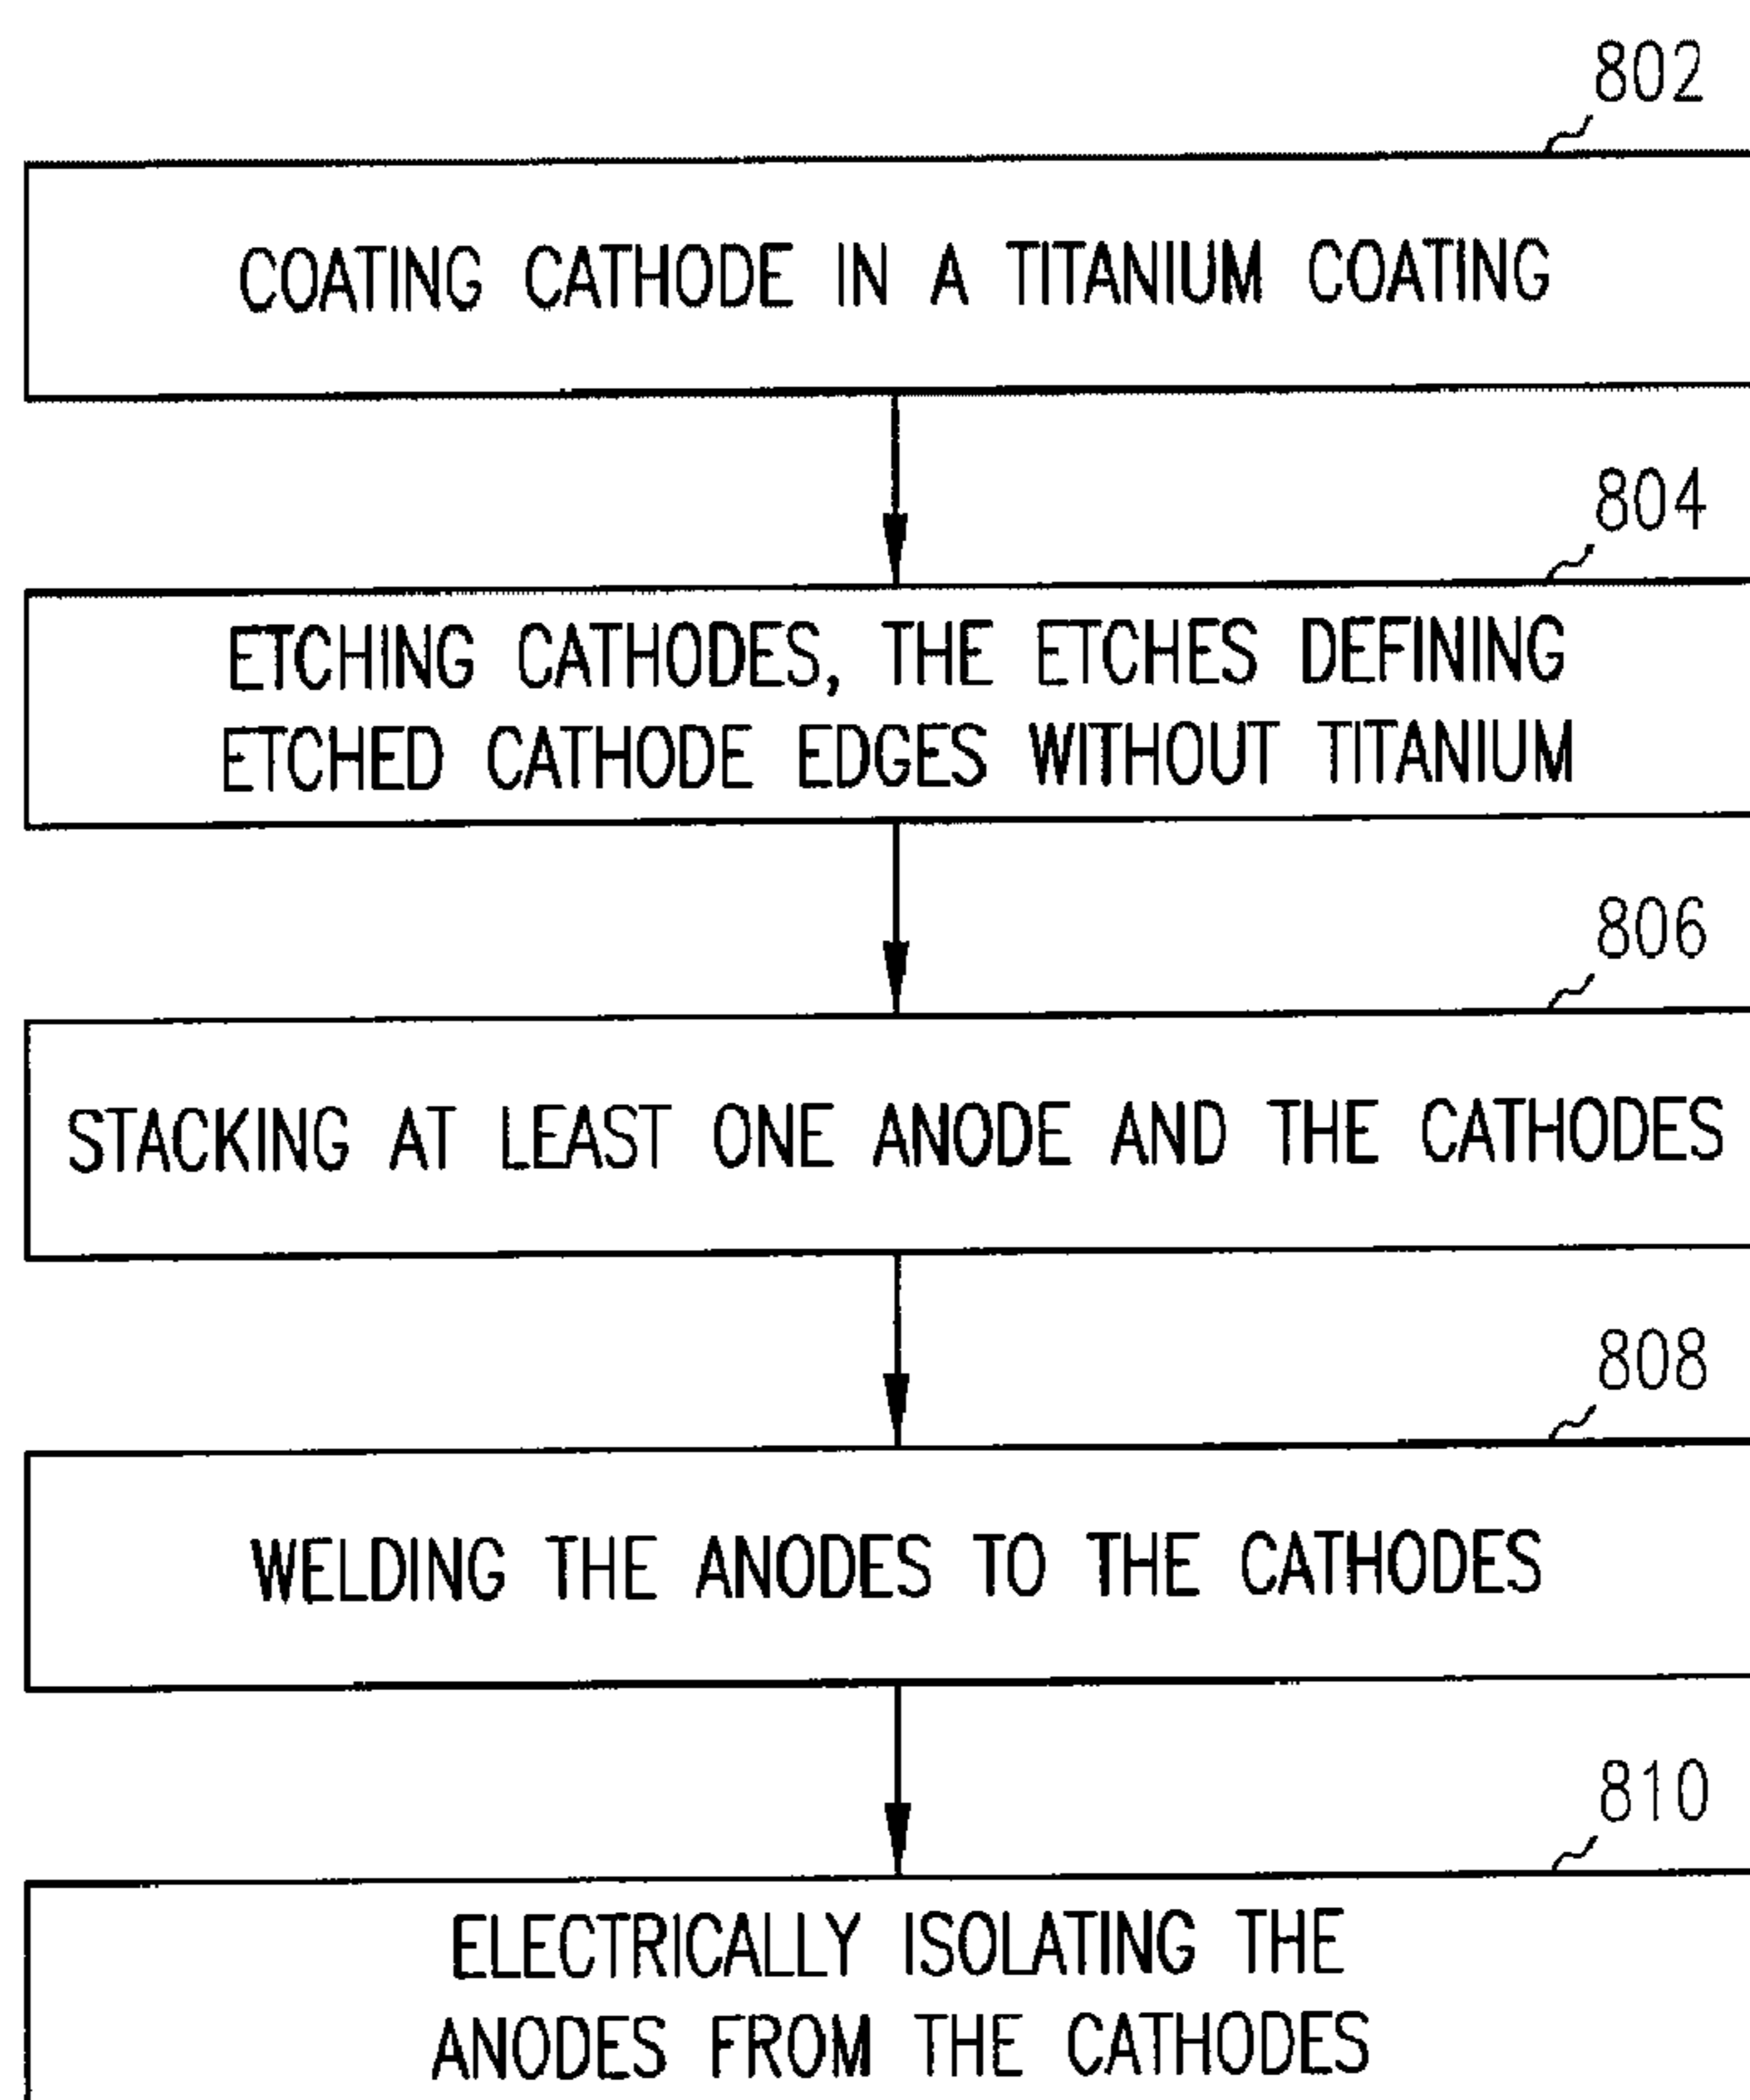 802
COATING CATHODE IN A TITANIUM COATING
804
ETCHING CATHODES, THE ETCHES DEFINING
ETCHED CATHODE EDGES WITHOUT TITANIUM
806
STACKING AT LEAST ONE ANODE AND THE CATHODES
808
WELDING THE ANODES TO THE CATHODES
810
ELECTRICALLY ISOLATING THE
ANODES FROM THE CATHODES